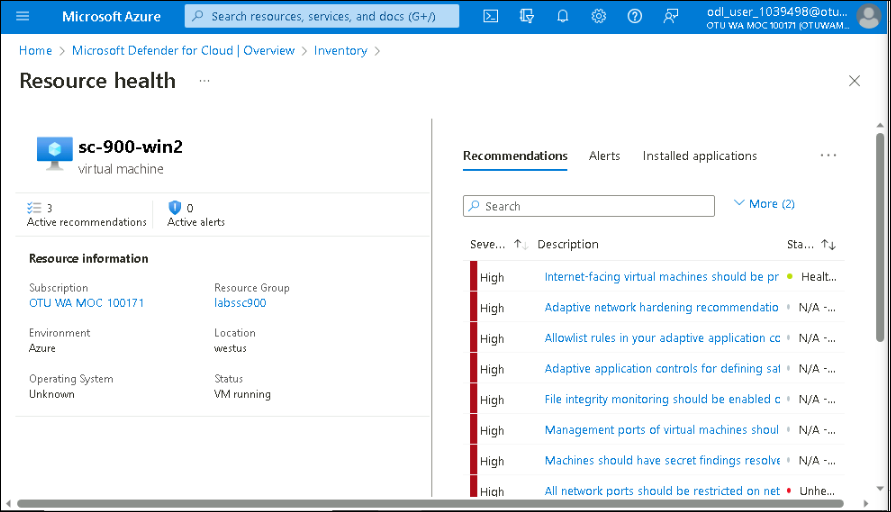 Microsoft Azure
Search resources, services, and docs (G+/)
odl_user_1039498@otu...
OTU WA MOC 100171 (OTUWAM...
Home > Microsoft Defender for Cloud | Overview > Inventory >
Resource health ...
sc-900-win2
virtual machine
3
Active recommendations
0
Active alerts
Resource information
Subscription
OTU WA MOC 100171
Resource Group
labssc900
Environment
Azure
Location
westus
Operating System
Unknown
Status
VM running
Recommendations Alerts Installed applications ...
Search
More (2)
Seve... Description Sta...
High Internet-facing virtual machines should be pr Healt...
High Adaptive network hardening recommendatio N/A -...
High Allowlist rules in your adaptive application co N/A -...
High Adaptive application controls for defining saf N/A -...
High File integrity monitoring should be enabled o N/A -...
High Management ports of virtual machines shoul N/A -...
High Machines should have secret findings resolve N/A -...
High All network ports should be restricted on net Unhe...